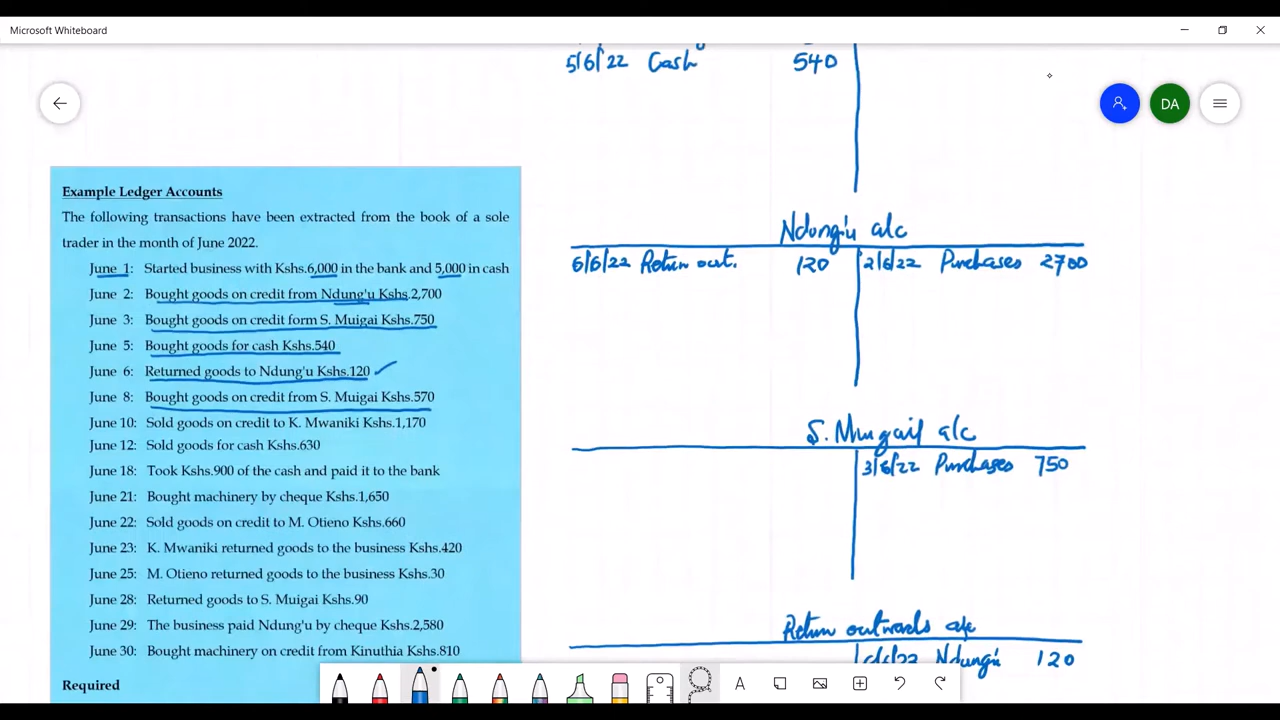 Microsoft Whiteboard
5/6/22 Cash 540
DA
Example Ledger Accounts
The following transactions have been extracted from the book of a sole
trader in the month of June 2022.
June 1: Started business with Kshs.6,000 in the bank and 5,000 in cash
June 2: Bought goods on credit from Ndung'u Kshs.2,700
June 3: Bought goods on credit form S. Muigai Kshs.750
June 5: Bought goods for cash Kshs.540
June 6: Returned goods to Ndung'u Kshs.120
June 8: Bought goods on credit from S. Muigai Kshs.570
June 10: Sold goods on credit to K. Mwaniki Kshs.1,170
June 12: Sold goods for cash Kshs.630
June 18: Took Kshs.900 of the cash and paid it to the bank
June 21: Bought machinery by cheque Kshs.1,650
June 22: Sold goods on credit to M. Otieno Kshs.660
June 23: K. Mwaniki returned goods to the business Kshs.420
June 25: M. Otieno returned goods to the business Kshs.30
June 28: Returned goods to S. Muigai Kshs.90
June 29: The business paid Ndung'u by cheque Kshs.2,580
June 30: Bought machinery on credit from Kinuthia Kshs.810
Required
Ndung'u a/c
6/6/22 Return out. 120 2/6/22 Purchases 2700
S. Muigai a/c
3/6/22 Purchases 750
Return outwards a/c
6/6/22 Ndung'u 120
A